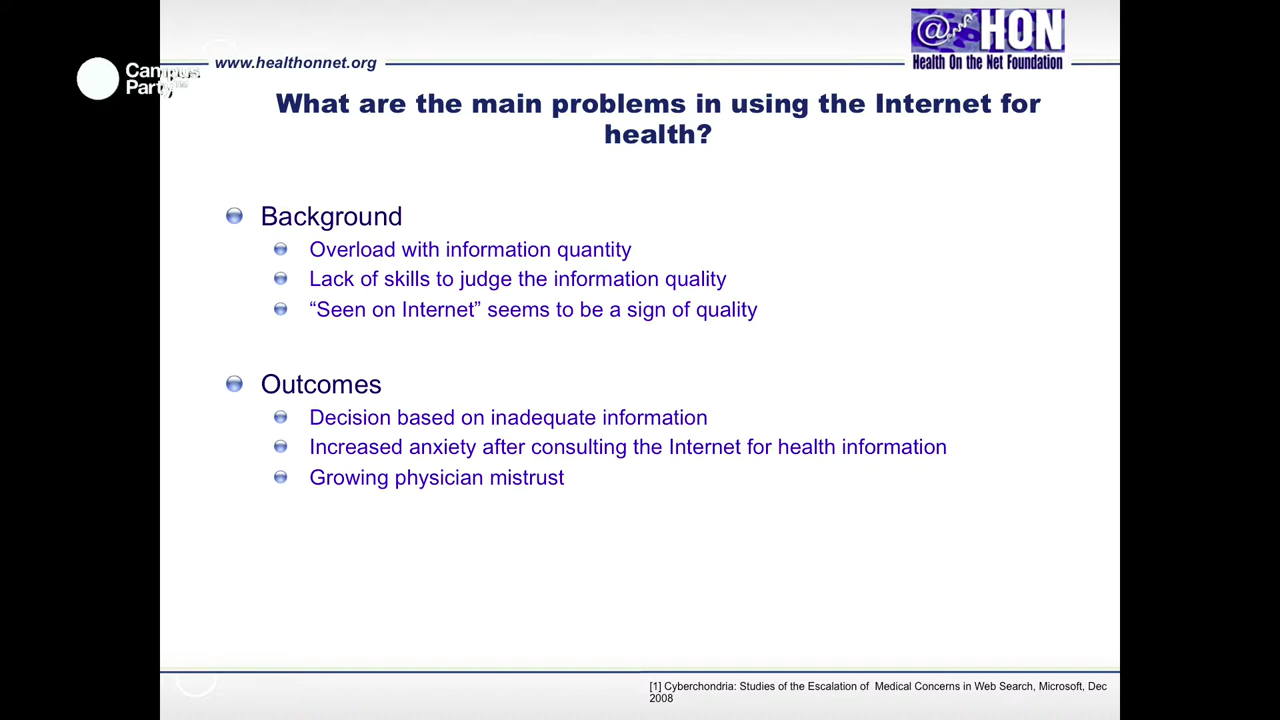 @ HON
Health On the Net Foundation
www.healthonnet.org
Campus
Party™
What are the main problems in using the Internet for
health?
Background
Overload with information quantity
Lack of skills to judge the information quality
“Seen on Internet” seems to be a sign of quality
Outcomes
Decision based on inadequate information
Increased anxiety after consulting the Internet for health information
Growing physician mistrust
[1] Cyberchondria: Studies of the Escalation of Medical Concerns in Web Search, Microsoft, Dec
2008